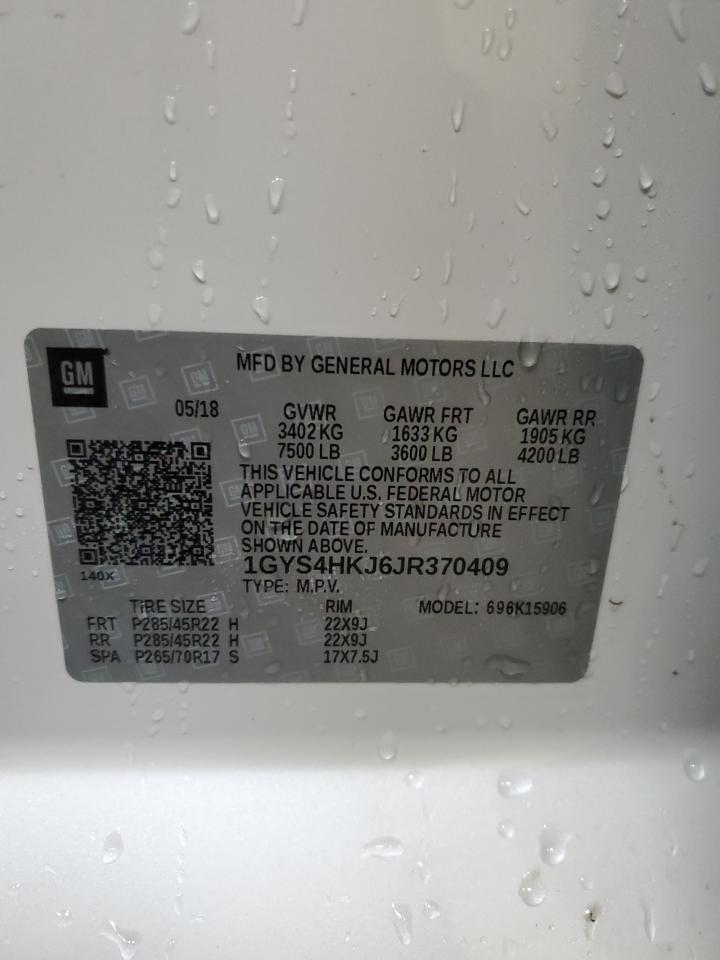 GM
MFD BY GENERAL MOTORS LLC
05/18 GVWR GAWR FRT GAWR RR
3402 KG 1633 KG 1905 KG
7500 LB 3600 LB 4200 LB
THIS VEHICLE CONFORMS TO ALL
APPLICABLE U.S. FEDERAL MOTOR
VEHICLE SAFETY STANDARDS IN EFFECT
ON THE DATE OF MANUFACTURE
SHOWN ABOVE.
140X 1GYS4HKJ6JR370409
TYPE: M.P.V.
TIRE SIZE RIM MODEL: 696K15906
FRT P285/45R22 H 22X9J
RR P285/45R22 H 22X9J
SPA P265/70R17 S 17X7.5J